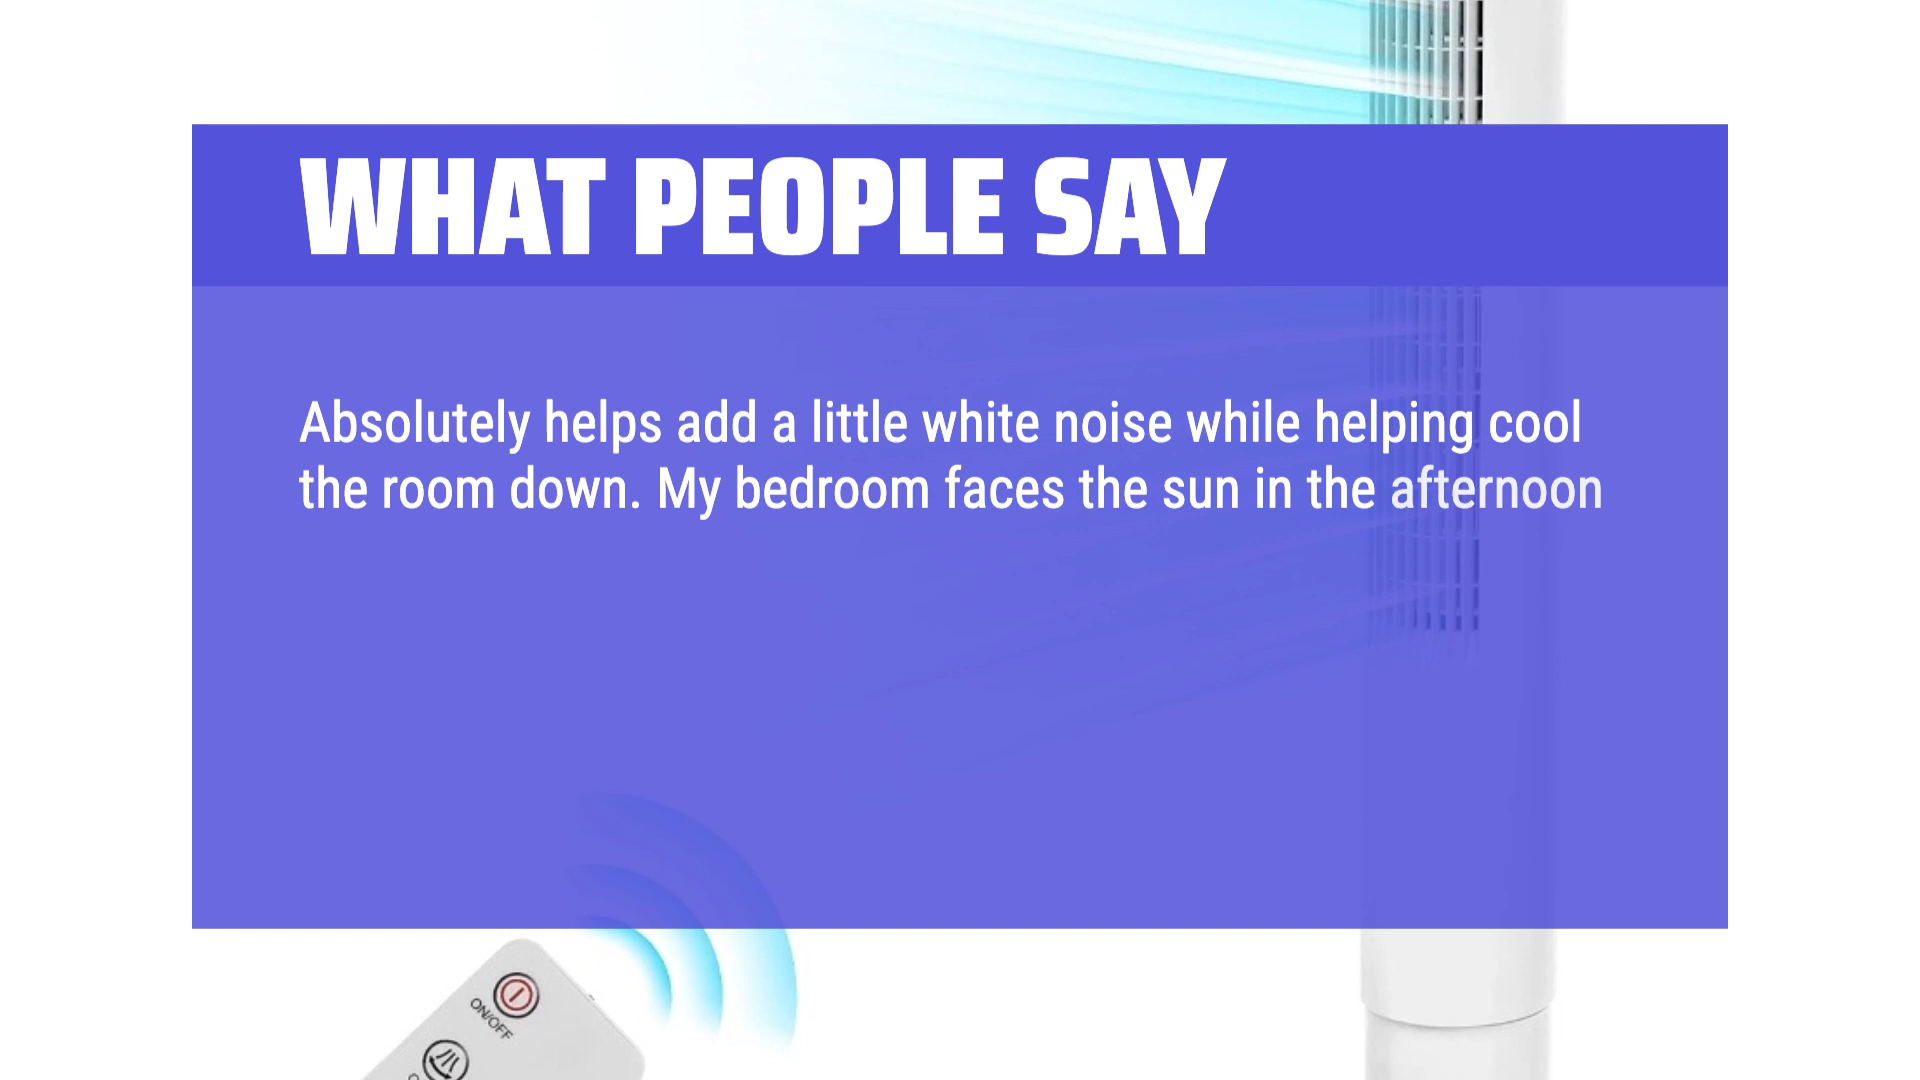 WHAT PEOPLE SAY
Absolutely helps add a little white noise while helping cool
the room down. My bedroom faces the sun in the afternoon
ON/OFF